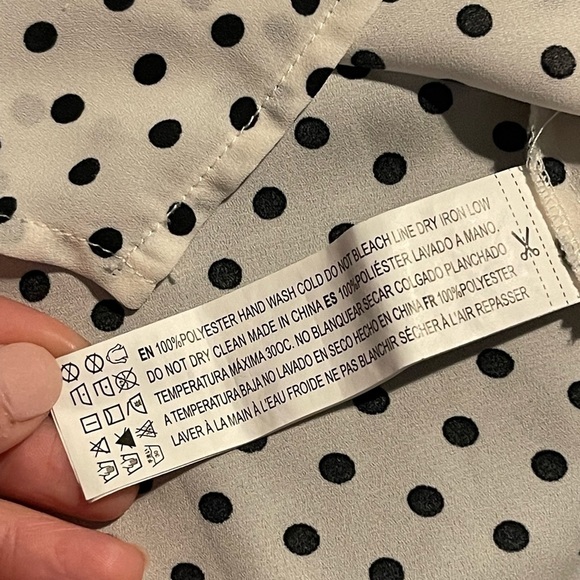 EN 100%POLYESTER HAND WASH COLD DO NOT BLEACH LINE DRY IRON LOW
DO NOT DRY CLEAN MADE IN CHINA ES 100%POLIÉSTER LAVADO A MANO.
TEMPERATURA MÁXIMA 30OC. NO BLANQUEAR SECAR COLGADO PLANCHADO
A TEMPERATURA BAJA NO LAVADO EN SECO HECHO EN CHINA FR 100%POLYESTER
LAVER À LA MAIN À L'EAU FROIDE NE PAS BLANCHIR, SÉCHER À L'AIR REPASSER